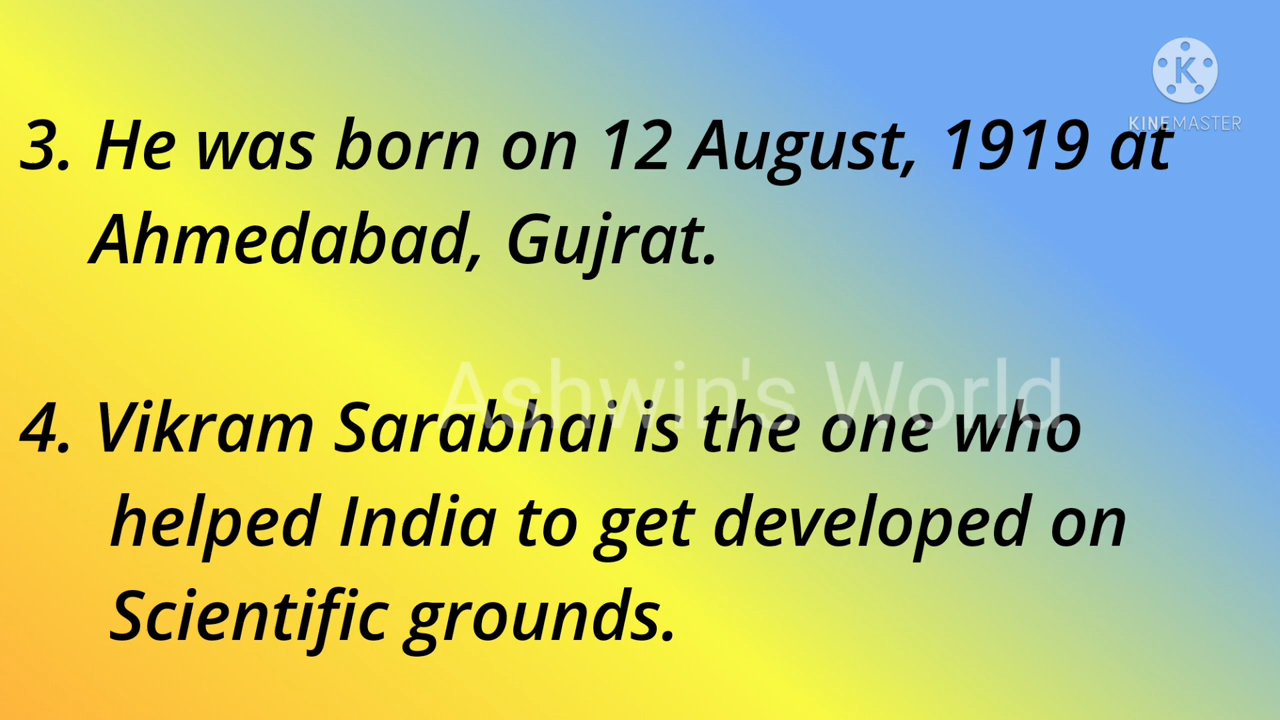 KINEMASTER
3. He was born on 12 August, 1919 at
Ahmedabad, Gujrat.
Ashwin's World
4. Vikram Sarabhai is the one who
helped India to get developed on
Scientific grounds.